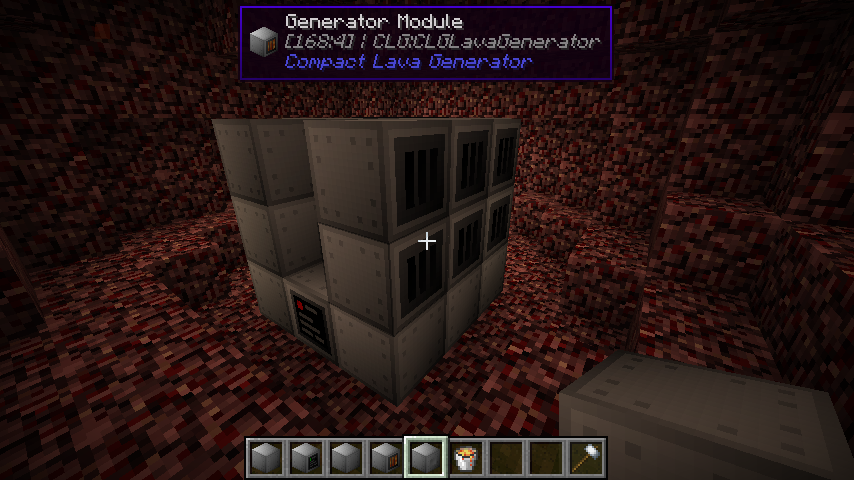 Generator Module
[168:4] | CLG:CLGLavaGenerator
Compact Lava Generator